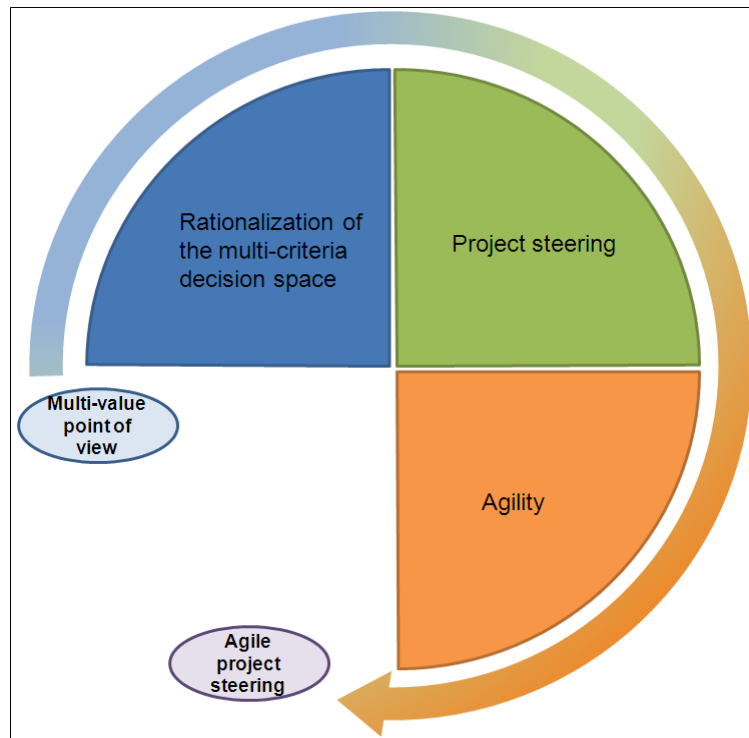 Rationalization of
the multi-criteria
decision space
Project steering
Multi-value
point of
view
Agility
Agile
project
steering